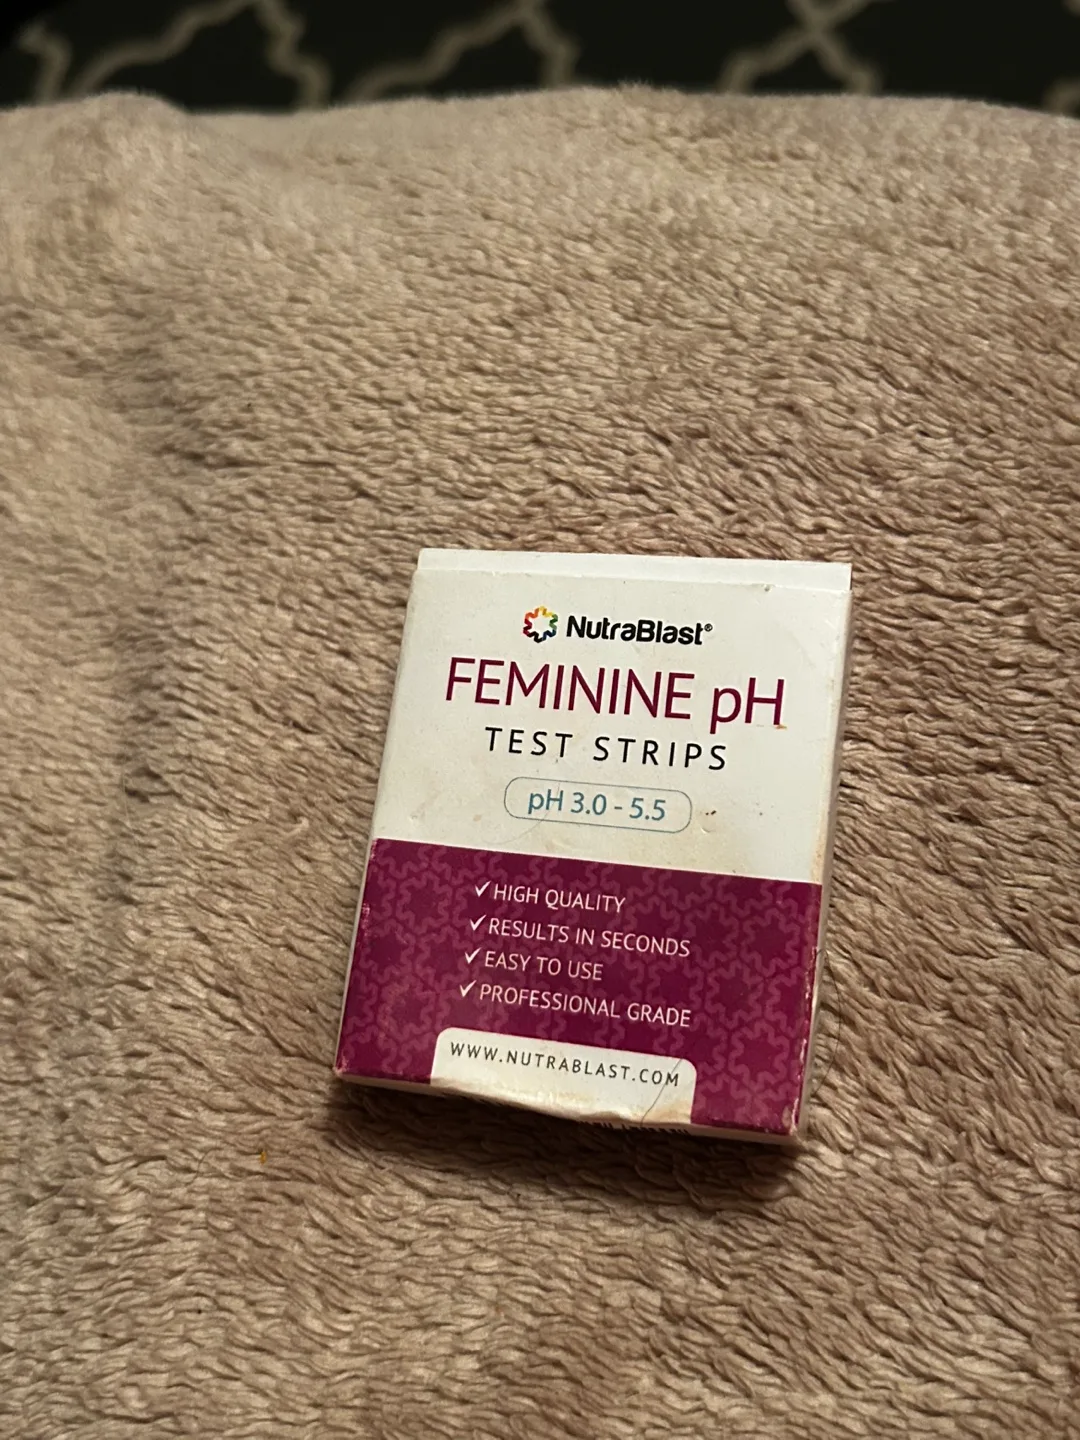 NutraBlast®
FEMININE pH
TEST STRIPS
pH 3.0 - 5.5
✓ HIGH QUALITY
✓ RESULTS IN SECONDS
✓ EASY TO USE
✓ PROFESSIONAL GRADE
WWW.NUTRABLAST.COM